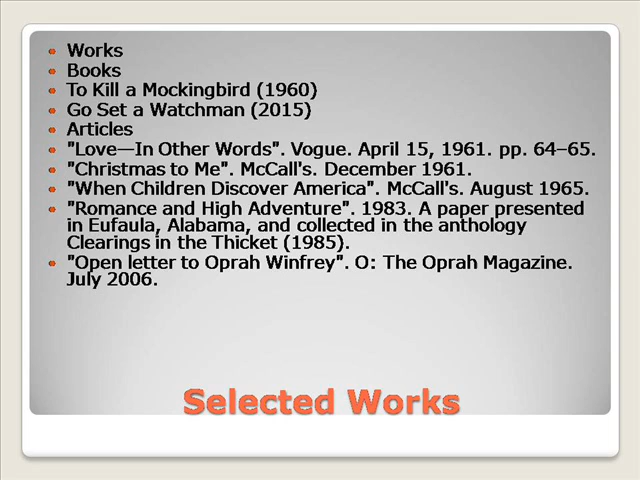 Works
Books
To Kill a Mockingbird (1960)
Go Set a Watchman (2015)
Articles
"Love—In Other Words". Vogue. April 15, 1961. pp. 64–65.
"Christmas to Me". McCall's. December 1961.
"When Children Discover America". McCall's. August 1965.
"Romance and High Adventure". 1983. A paper presented
in Eufaula, Alabama, and collected in the anthology
Clearings in the Thicket (1985).
"Open letter to Oprah Winfrey". O: The Oprah Magazine.
July 2006.
Selected Works